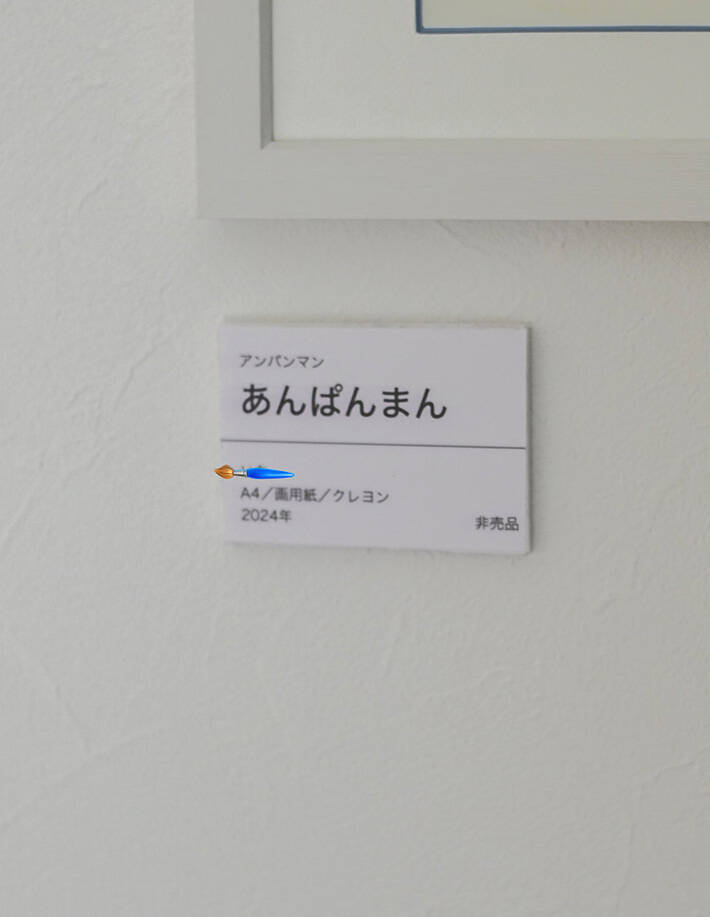 アンパンマン
あんぱんまん
A4／画用紙／クレヨン
2024年
非売品